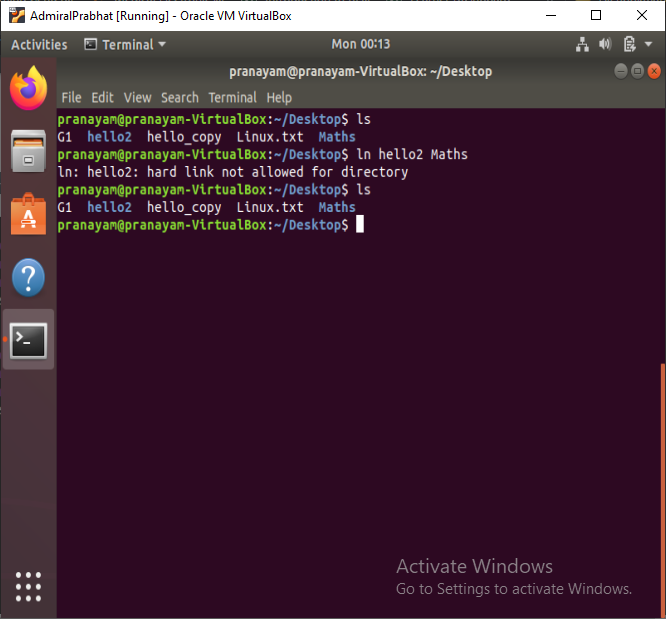 AdmiralPrabhat [Running] - Oracle VM VirtualBox
Activities Terminal Mon 00:13
pranayam@pranayam-VirtualBox: ~/Desktop
File Edit View Search Terminal Help
pranayam@pranayam-VirtualBox:~/Desktop$ ls
G1 hello2 hello_copy Linux.txt Maths
pranayam@pranayam-VirtualBox:~/Desktop$ ln hello2 Maths
ln: hello2: hard link not allowed for directory
pranayam@pranayam-VirtualBox:~/Desktop$ ls
G1 hello2 hello_copy Linux.txt Maths
pranayam@pranayam-VirtualBox:~/Desktop$
Activate Windows
Go to Settings to activate Windows.